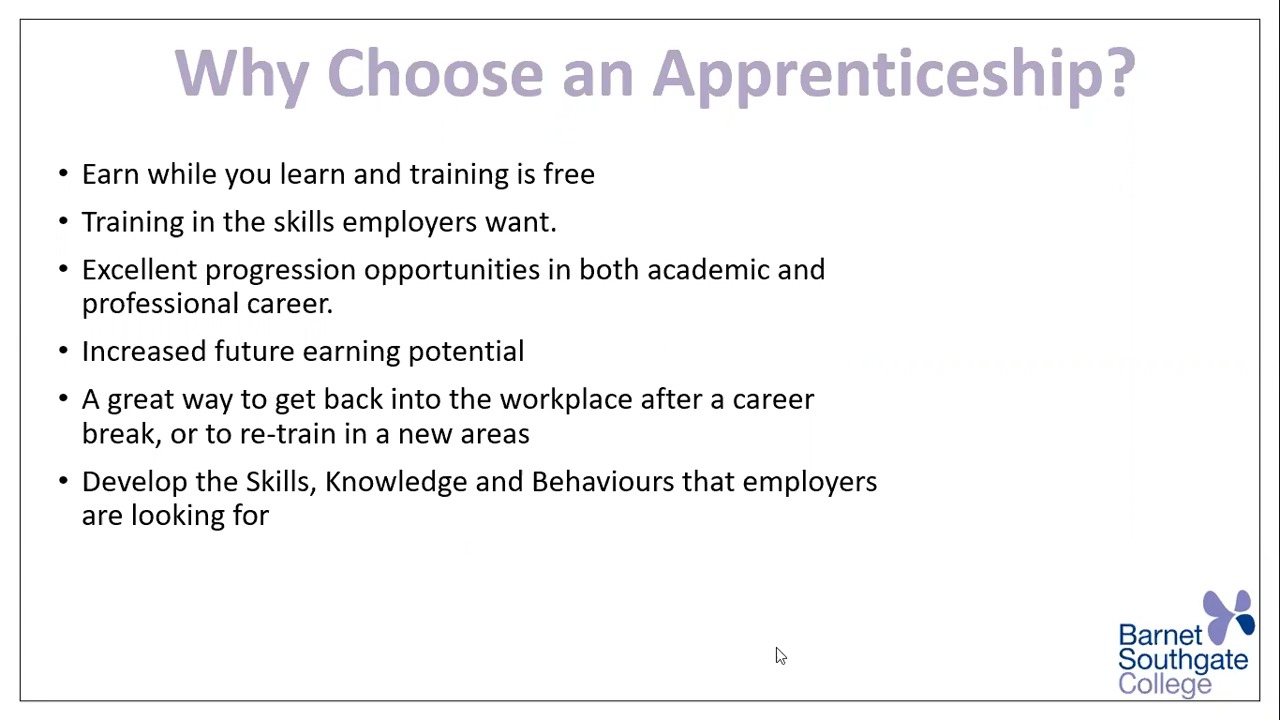 Why Choose an Apprenticeship?
• Earn while you learn and training is free
• Training in the skills employers want.
• Excellent progression opportunities in both academic and
professional career.
• Increased future earning potential
• A great way to get back into the workplace after a career
break, or to re-train in a new areas
• Develop the Skills, Knowledge and Behaviours that employers
are looking for
Barnet
Southgate
College